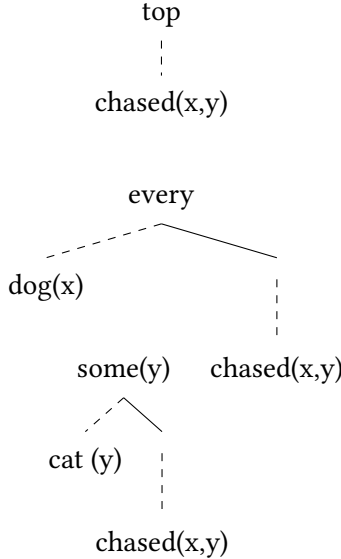 top
chased(x,y)
every
dog(x)
some(y) chased(x,y)
cat (y)
chased(x,y)